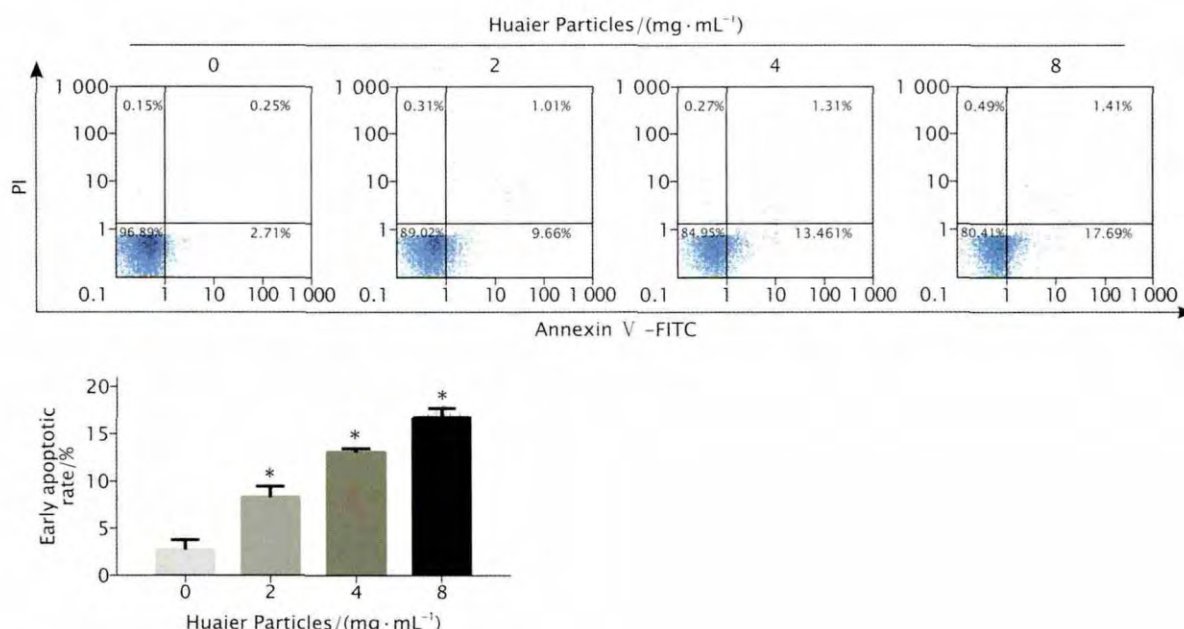 Huaier Particles/(mg·mL⁻¹)
0 2 4 8
1 000 0.15% 0.25% 1 000 0.31% 1.01% 1 000 0.27% 1.31% 1 000 0.49% 1.41%
100 100 100 100
PI
10 10 10 10
1 96.89% 2.71% 1 89.02% 9.66% 1 84.95% 13.461% 1 80.41% 17.69%
0.1 1 10 100 1 000 0.1 1 10 100 1 000 0.1 1 10 100 1 000 0.1 1 10 100 1 000
Annexin V -FITC
Early apoptotic
rate/%
20
15
10
5
0
* * *
0 2 4 8
Huaier Particles/(mg·mL⁻¹)